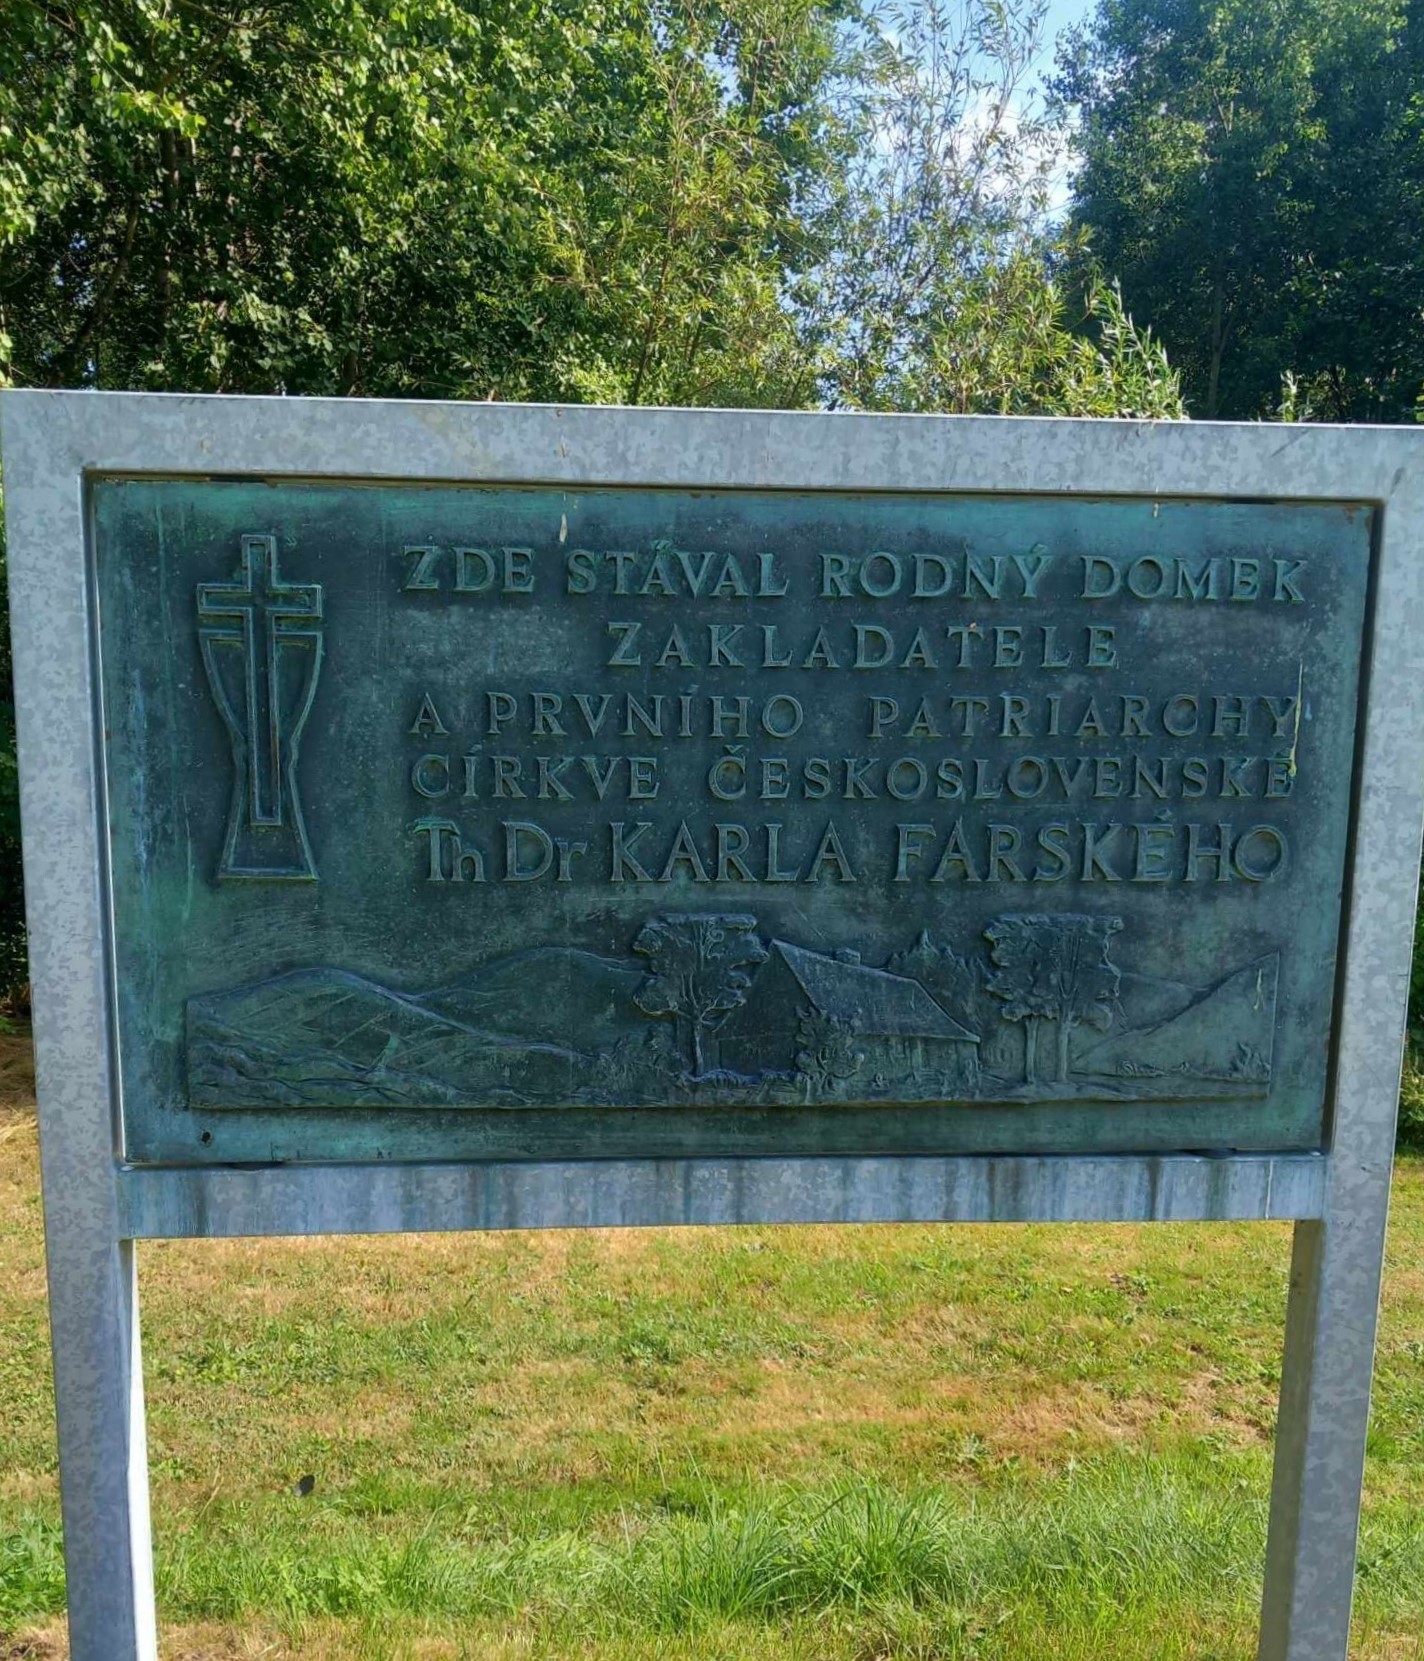 ZDE STÁVAL RODNÝ DOMEK
ZAKLADATELE
A PRVNÍHO PATRIARCHY
CÍRKVE ČESKOSLOVENSKÉ
ThDr KARLA FARSKÉHO